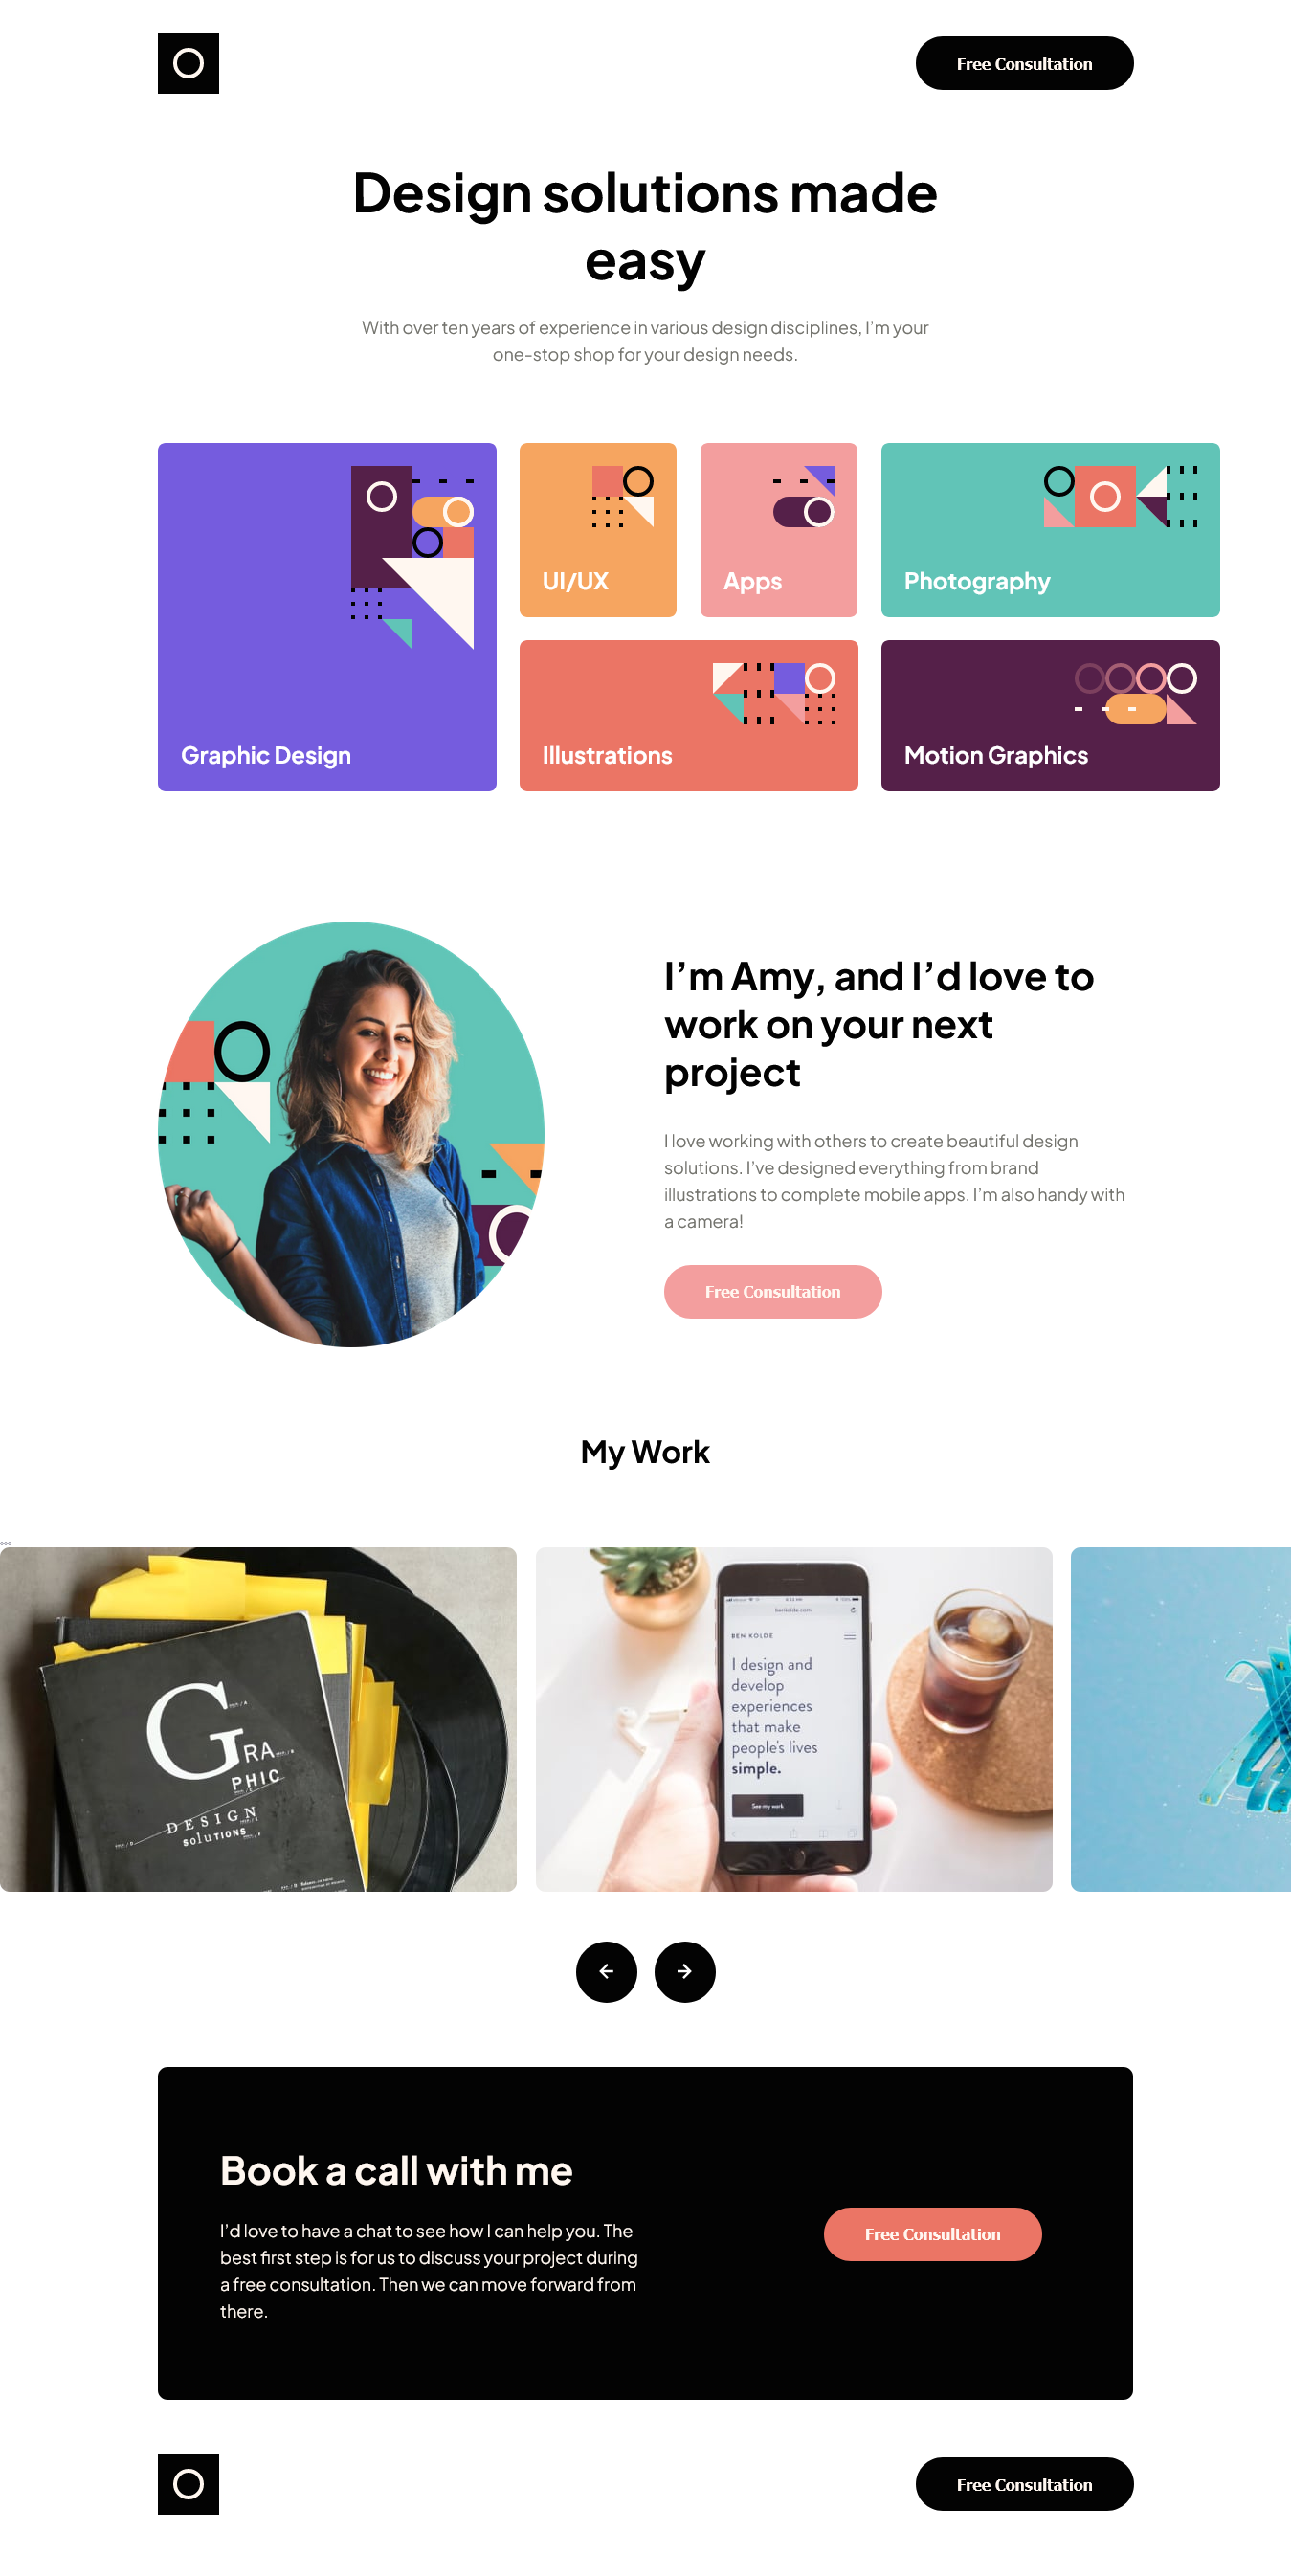 Free Consultation
Design solutions made
easy
With over ten years of experience in various design disciplines, I’m your
one-stop shop for your design needs.
UI/UX
Apps
Photography
Graphic Design
Illustrations
Motion Graphics
I’m Amy, and I’d love to
work on your next
project
I love working with others to create beautiful design
solutions. I’ve designed everything from brand
illustrations to complete mobile apps. I’m also handy with
a camera!
Free Consultation
My Work
GRA
PHIC
DESIGN
SOLUTIONS
benkolde.com
BEN KOLDE
I design and
develop
experiences
that make
people's lives
simple.
See my work
Book a call with me
I’d love to have a chat to see how I can help you. The
best first step is for us to discuss your project during
a free consultation. Then we can move forward from
there.
Free Consultation
Free Consultation